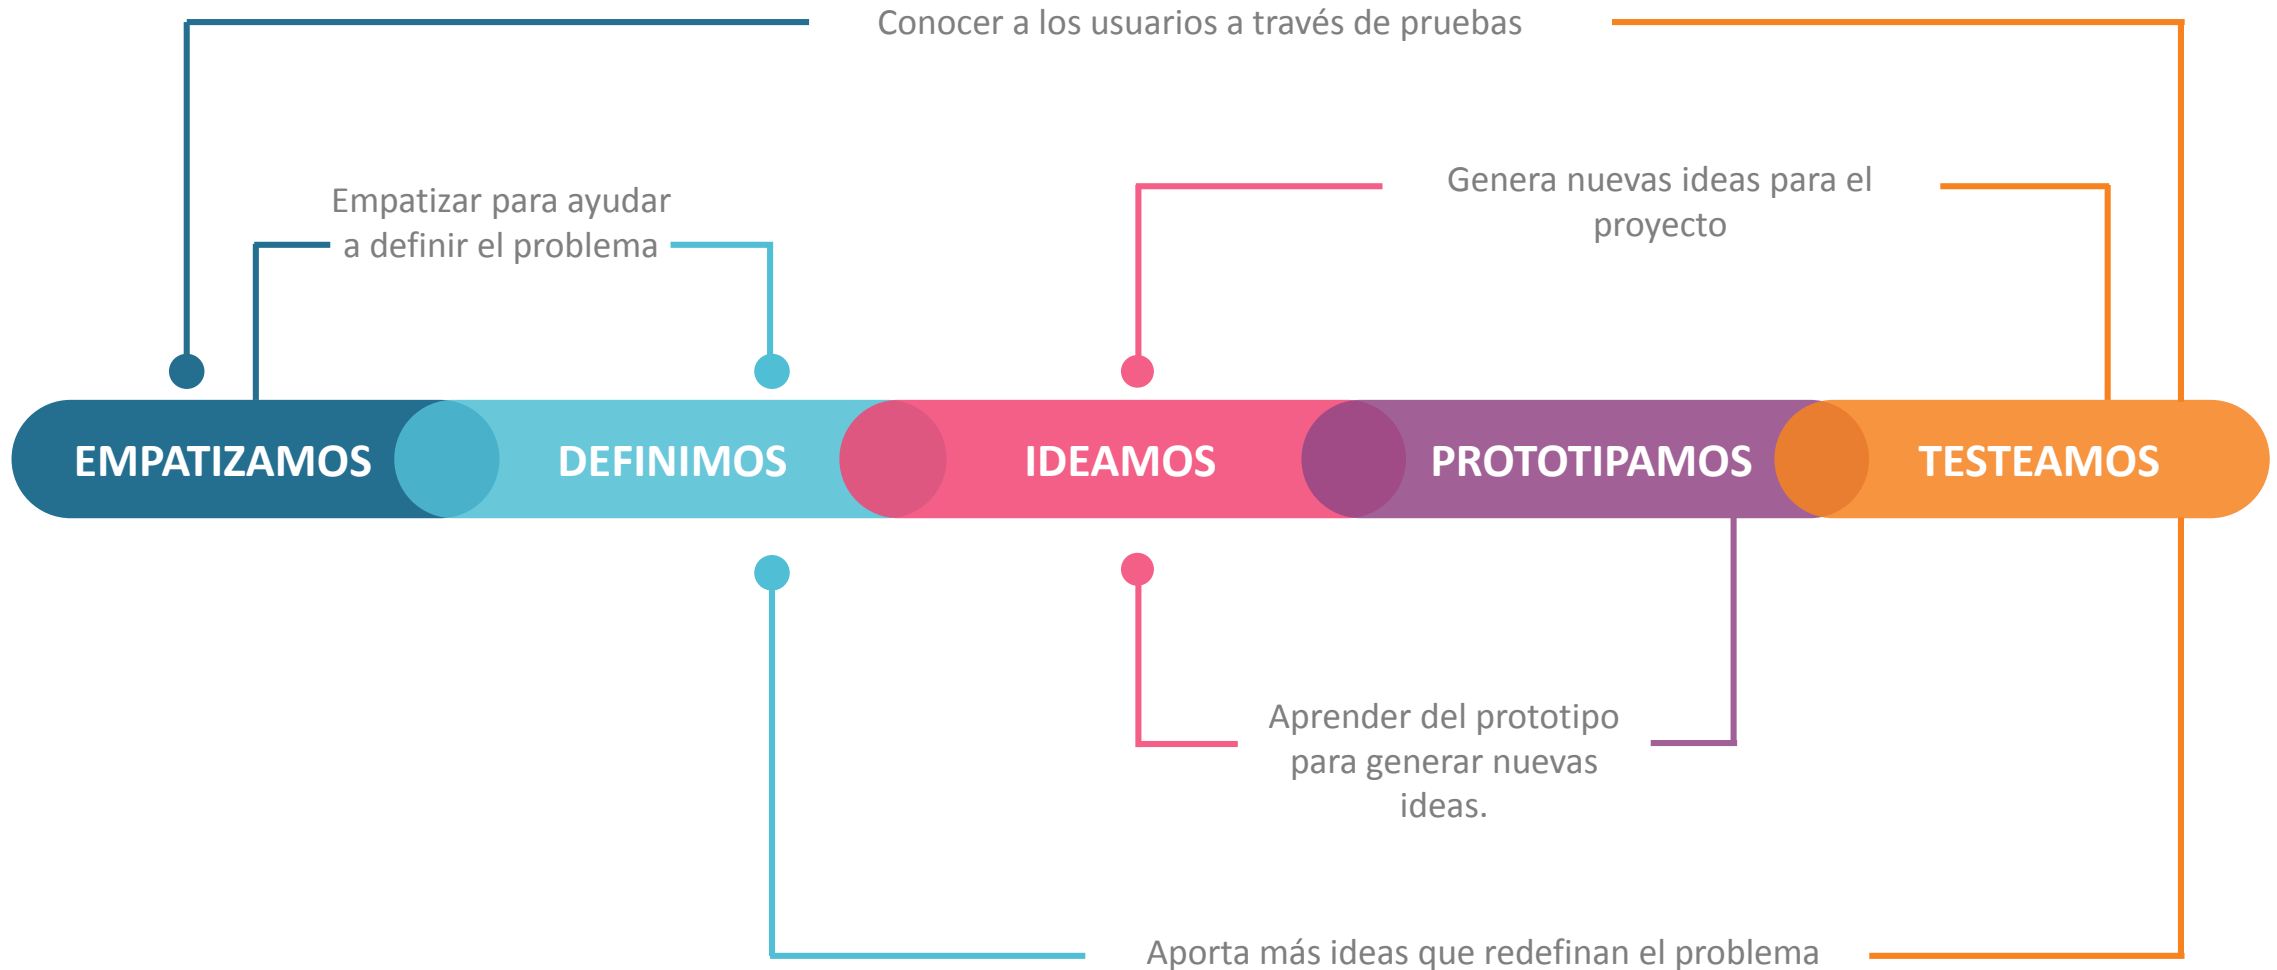 Conocer a los usuarios a través de pruebas
Empatizar para ayudar
a definir el problema
Genera nuevas ideas para el
proyecto
EMPATIZAMOS
DEFINIMOS
IDEAMOS
PROTOTIPAMOS
TESTEAMOS
Aprender del prototipo
para generar nuevas
ideas.
Aporta más ideas que redefinan el problema